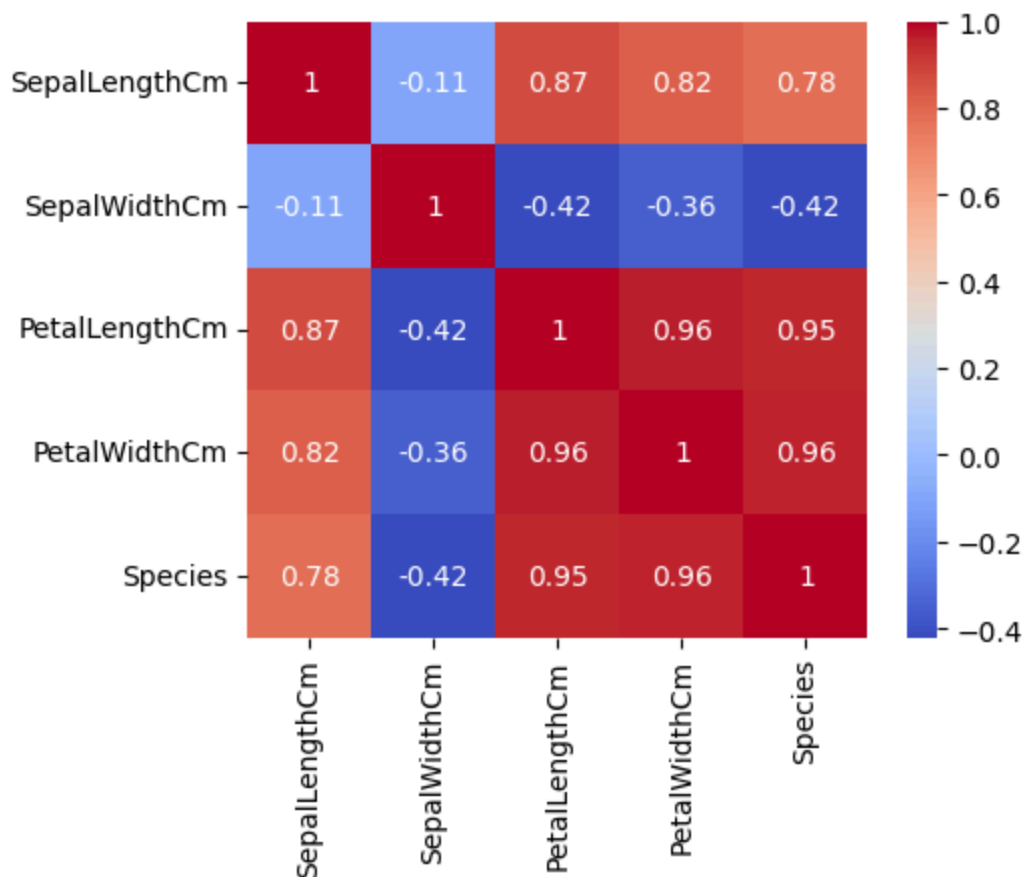 SepalLengthCm 1 -0.11 0.87 0.82 0.78
SepalWidthCm -0.11 1 -0.42 -0.36 -0.42
PetalLengthCm 0.87 -0.42 1 0.96 0.95
PetalWidthCm 0.82 -0.36 0.96 1 0.96
Species 0.78 -0.42 0.95 0.96 1
SepalLengthCm
SepalWidthCm
PetalLengthCm
PetalWidthCm
Species
1.0
0.8
0.6
0.4
0.2
0.0
−0.2
−0.4